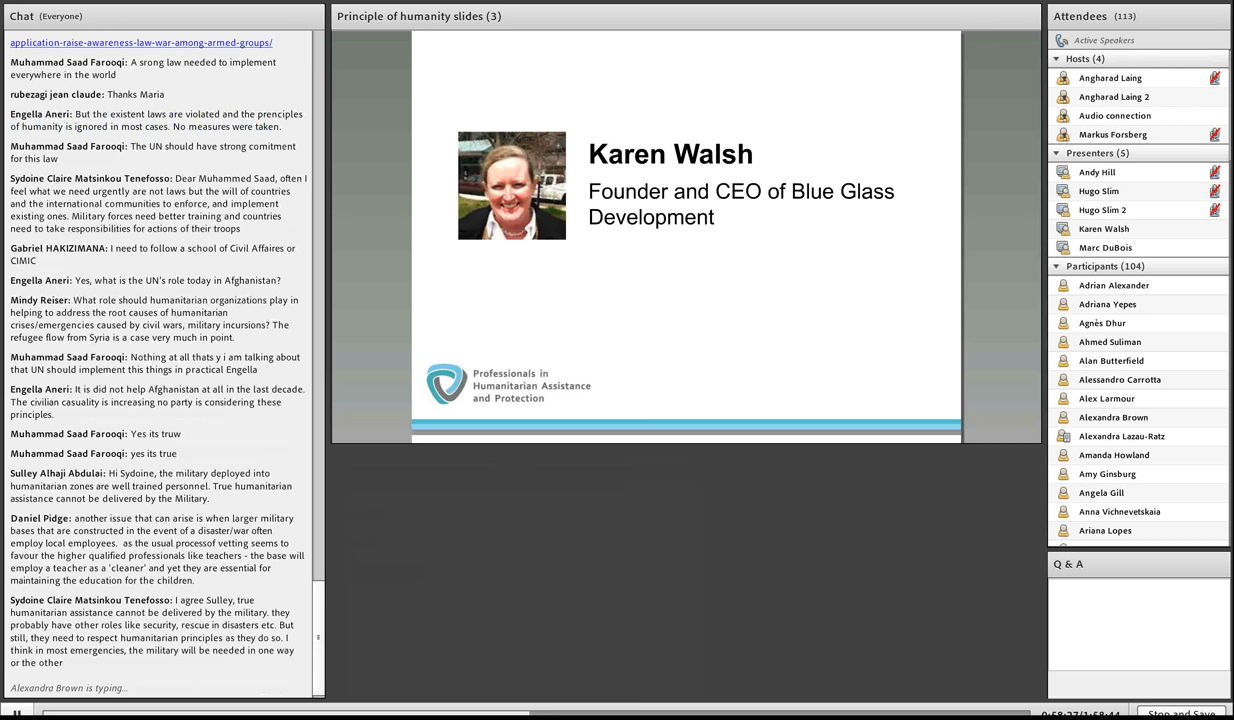 Chat (Everyone)
application-raise-awareness-law-war-among-armed-groups/
Muhammad Saad Farooqi: A srong law needed to implement
everywhere in the world
rubezagi jean claude: Thanks Maria
Engella Aneri: But the existent laws are violated and the prenciples
of humanity is ignored in most cases. No measures were taken.
Muhammad Saad Farooqi: The UN should have strong comitment
for this law
Sydoine Claire Matsinkou Tenefosso: Dear Muhammed Saad, often I
feel what we need urgently are not laws but the will of countries
and the international communities to enforce, and implement
existing ones. Military forces need better training and countries
need to take responsibilities for actions of their troops
Gabriel HAKIZIMANA: I need to follow a school of Civil Affaires or
CIMIC
Engella Aneri: Yes, what is the UN's role today in Afghanistan?
Mindy Reiser: What role should humanitarian organizations play in
helping to address the root causes of humanitarian
crises/emergencies caused by civil wars, military incursions? The
refugee flow from Syria is a case very much in point.
Muhammad Saad Farooqi: Nothing at all thats y i am talking about
that UN should implement this things in practical Engella
Engella Aneri: It is did not help Afghanistan at all in the last decade.
The civilian casuality is increasing no party is considering these
principles.
Muhammad Saad Farooqi: Yes its truw
Muhammad Saad Farooqi: yes its true
Sulley Alhaji Abdulai: Hi Sydoine, the military deployed into
humanitarian zones are well trained personnel. True humanitarian
assistance cannot be delivered by the Military.
Daniel Pidge: another issue that can arise is when larger military
bases that are constructed in the event of a disaster/war often
employ local employees. as the usual processof vetting seems to
favour the higher qualified professionals like teachers - the base will
employ a teacher as a 'cleaner' and yet they are essential for
maintaining the education for the children.
Sydoine Claire Matsinkou Tenefosso: I agree Sulley, true
humanitarian assistance cannot be delivered by the military. they
probably have other roles like security, rescue in disasters etc. But
still, they need to respect humanitarian principles as they do so. I
think in most emergencies, the military will be needed in one way
or the other
Alexandra Brown is typing...
Principle of humanity slides (3)
Karen Walsh
Founder and CEO of Blue Glass
Development
Professionals in
Humanitarian Assistance
and Protection
Attendees (113)
Active Speakers
Hosts (4)
Angharad Laing
Angharad Laing 2
Audio connection
Markus Forsberg
Presenters (5)
Andy Hill
Hugo Slim
Hugo Slim 2
Karen Walsh
Marc DuBois
Participants (104)
Adrian Alexander
Adriana Yepes
Agnès Dhur
Ahmed Suliman
Alan Butterfield
Alessandro Carrotta
Alex Larmour
Alexandra Brown
Alexandra Lazau-Ratz
Amanda Howland
Amy Ginsburg
Angela Gill
Anna Vichnevetskaia
Ariana Lopes
Q & A
0:58:27/1:58:44
Stop and Save